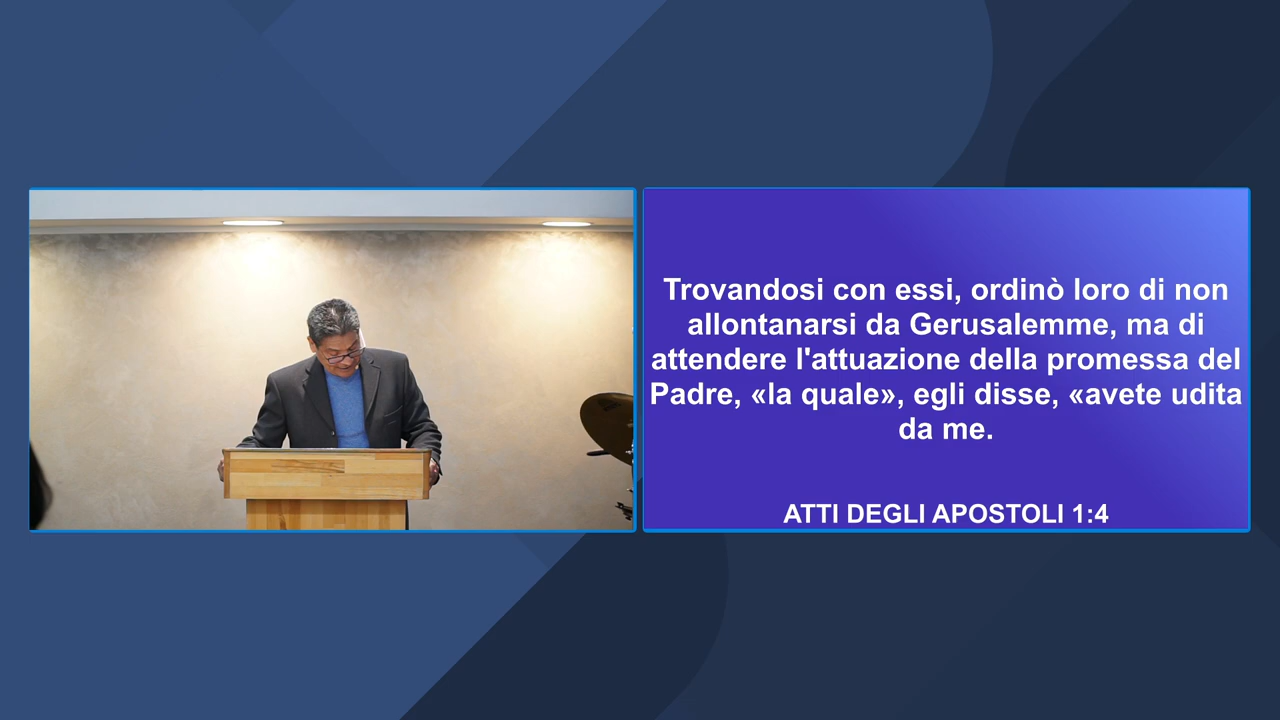 Trovandosi con essi, ordinò loro di non
allontanarsi da Gerusalemme, ma di
attendere l'attuazione della promessa del
Padre, «la quale», egli disse, «avete udita
da me.
ATTI DEGLI APOSTOLI 1:4